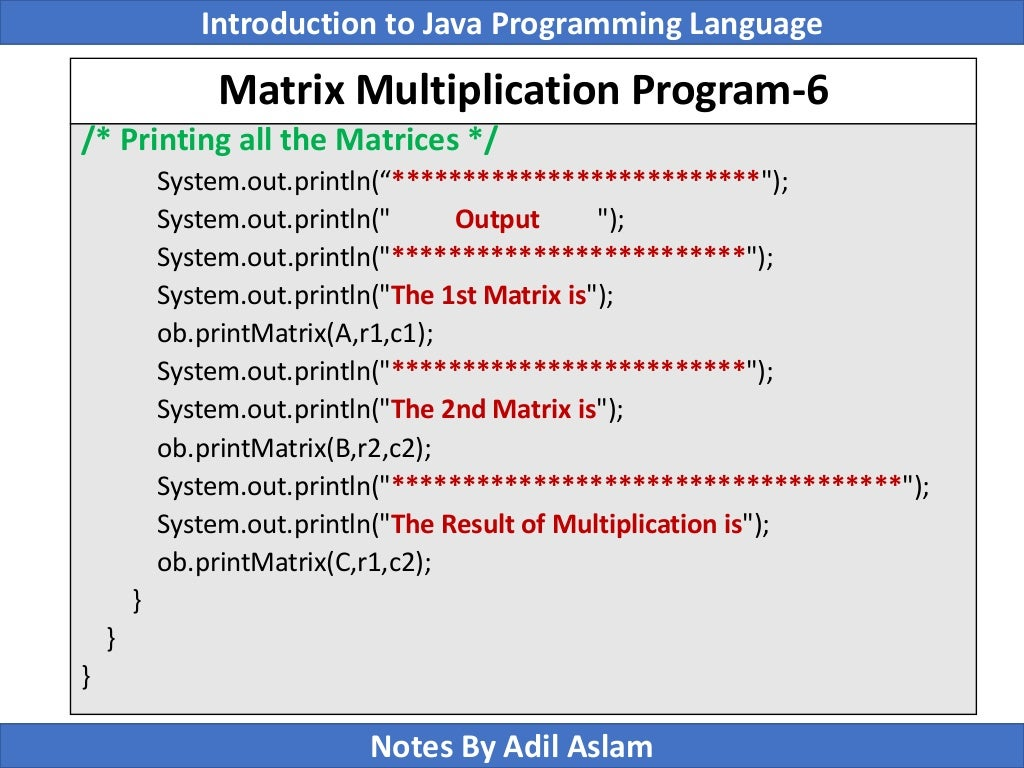 Introduction to Java Programming Language
Matrix Multiplication Program-6
/* Printing all the Matrices */
System.out.println(“**************************");
System.out.println("         Output        ");
System.out.println("*************************");
System.out.println("The 1st Matrix is");
ob.printMatrix(A,r1,c1);
System.out.println("*************************");
System.out.println("The 2nd Matrix is");
ob.printMatrix(B,r2,c2);
System.out.println("************************************");
System.out.println("The Result of Multiplication is");
ob.printMatrix(C,r1,c2);
}
}
}
Notes By Adil Aslam